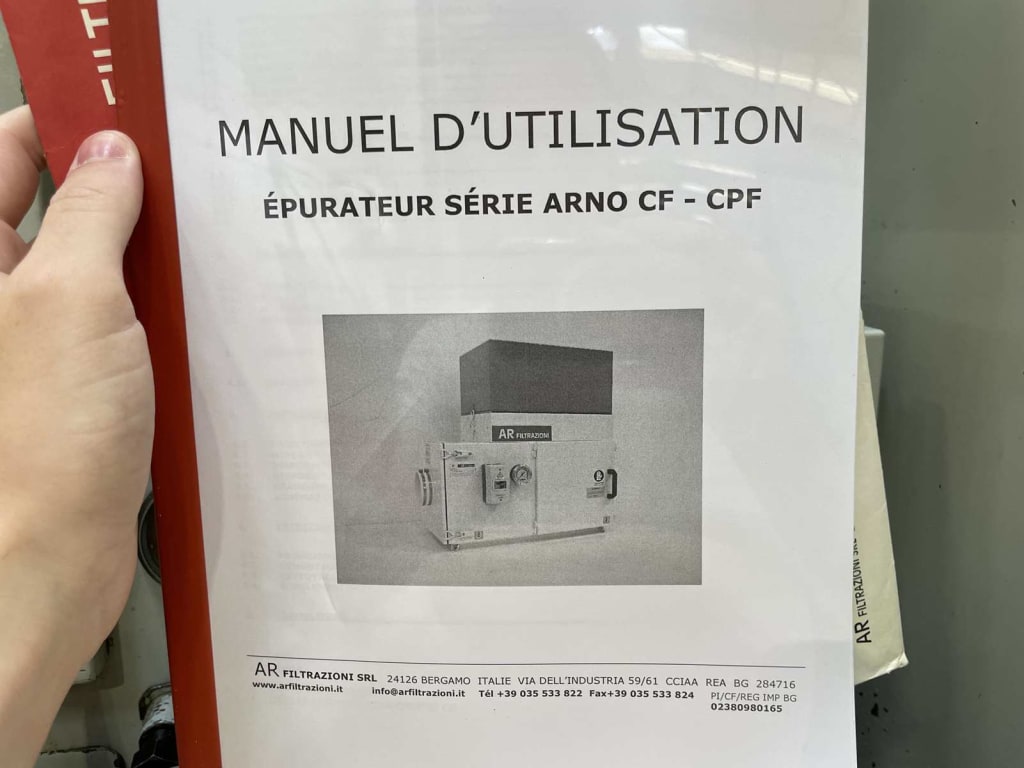 MANUEL D'UTILISATION
ÉPURATEUR SÉRIE ARNO CF - CPF
AR FILTRAZIONI
AR FILTRAZIONI SRL 24126 BERGAMO ITALIE VIA DELL'INDUSTRIA 59/61 CCIAA REA BG 284716
www.arfiltrazioni.it info@arfiltrazioni.it Tél +39 035 533 822 Fax+39 035 533 824 PI/CF/REG IMP BG
02380980165
AR FILTRAZIONI SRL